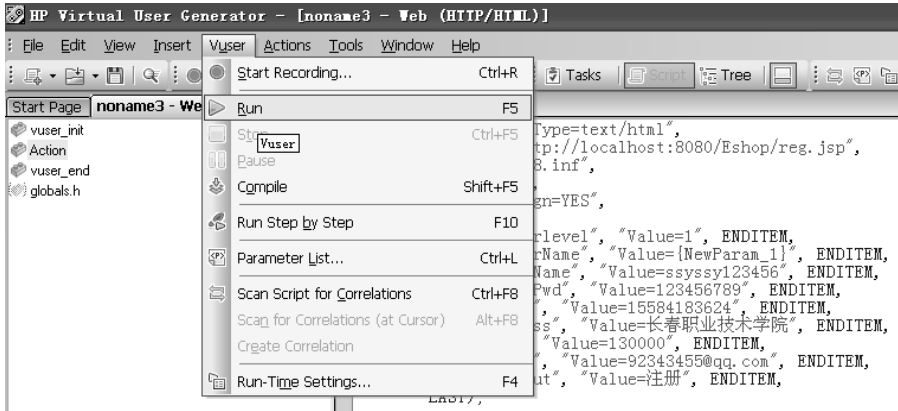 HP Virtual User Generator - [noname3 - Web (HTTP/HTML)]
File Edit View Insert Vuser Actions Tools Window Help
Start Recording... Ctrl+R
Tasks Script Tree
Start Page noname3 - We
Run F5
vuser_init
Stop Ctrl+F5
Type=text/html",
Vuser
Action
Pause
tp://localhost:8080/Eshop/reg.jsp",
8.inf",
vuser_end
Compile Shift+F5
globals.h
gn=YES",
Run Step by Step F10
rlevel", "Value=1", ENDITEM,
rName", "Value={NewParam_1}", ENDITEM,
Parameter List... Ctrl+L
Name", "Value=ssyssy123456", ENDITEM,
Pwd", "Value=123456789", ENDITEM,
Scan Script for Correlations Ctrl+F8
", "Value=15584183624", ENDITEM,
Scan for Correlations (at Cursor) Alt+F8
ss", "Value=长春职业技术学院", ENDITEM,
"Value=130000", ENDITEM,
Create Correlation
", "Value=92343455@qq.com", ENDITEM,
Run-Time Settings... F4
ut", "Value=注册", ENDITEM,
LAST);